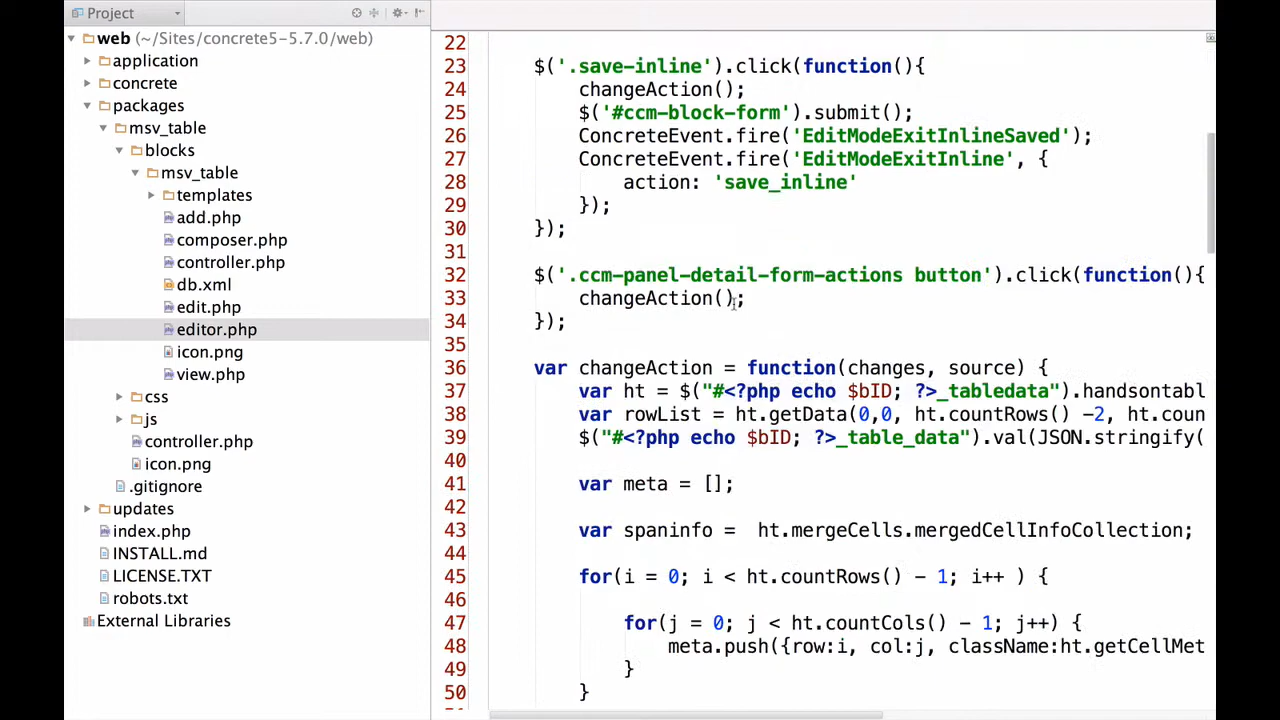 Project
web (~/Sites/concrete5-5.7.0/web)
application
concrete
packages
msv_table
blocks
msv_table
templates
add.php
composer.php
controller.php
db.xml
edit.php
editor.php
icon.png
view.php
css
js
controller.php
icon.png
.gitignore
updates
index.php
INSTALL.md
LICENSE.TXT
robots.txt
External Libraries
22
23 $('.save-inline').click(function(){
24 changeAction();
25 $('#ccm-block-form').submit();
26 ConcreteEvent.fire('EditModeExitInlineSaved');
27 ConcreteEvent.fire('EditModeExitInline', {
28 action: 'save_inline'
29 });
30 });
31
32 $('.ccm-panel-detail-form-actions button').click(function(){
33 changeAction();
34 });
35
36 var changeAction = function(changes, source) {
37 var ht = $("#<?php echo $bID; ?>_tabledata").handsontabl
38 var rowList = ht.getData(0,0, ht.countRows() -2, ht.coun
39 $("#<?php echo $bID; ?>_table_data").val(JSON.stringify(
40
41 var meta = [];
42
43 var spaninfo = ht.mergeCells.mergedCellInfoCollection;
44
45 for(i = 0; i < ht.countRows() - 1; i++ ) {
46
47 for(j = 0; j < ht.countCols() - 1; j++) {
48 meta.push({row:i, col:j, className:ht.getCellMet
49 }
50 }